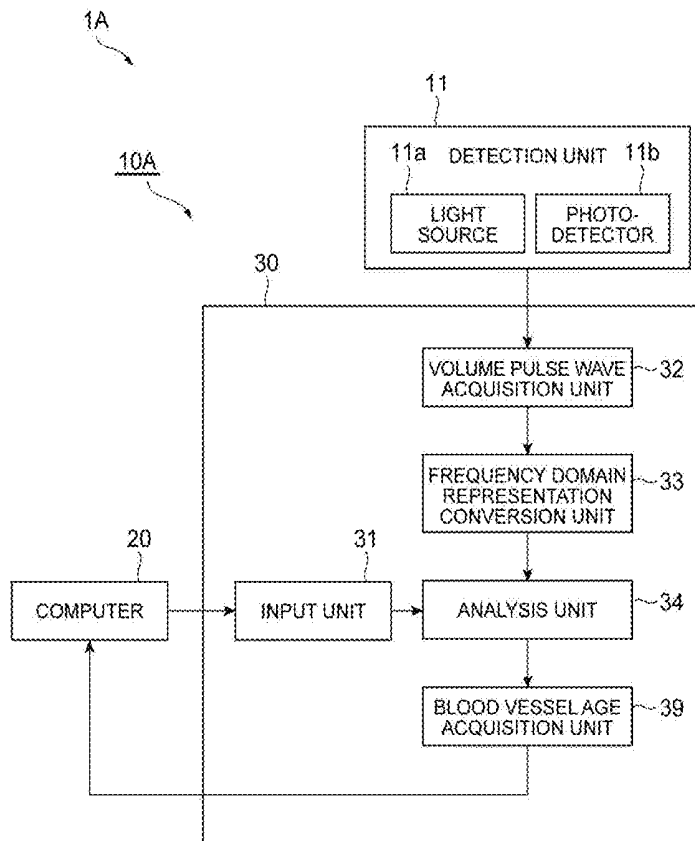 1A
10A
11
DETECTION UNIT
11a
11b
LIGHT
SOURCE
PHOTO-
DETECTOR
30
VOLUME PULSE WAVE
ACQUISITION UNIT
32
FREQUENCY DOMAIN
REPRESENTATION
CONVERSION UNIT
33
20
31
COMPUTER
INPUT UNIT
ANALYSIS UNIT
34
BLOOD VESSEL AGE
ACQUISITION UNIT
39